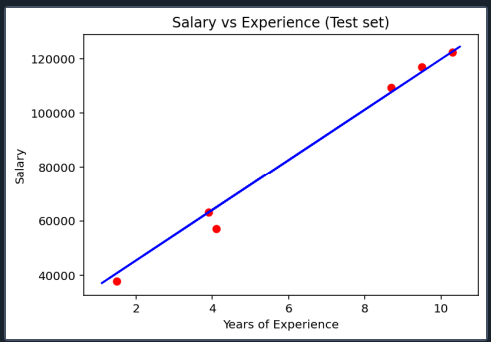 Salary vs Experience (Test set)
120000
100000
80000
60000
40000
Salary
2 4 6 8 10
Years of Experience